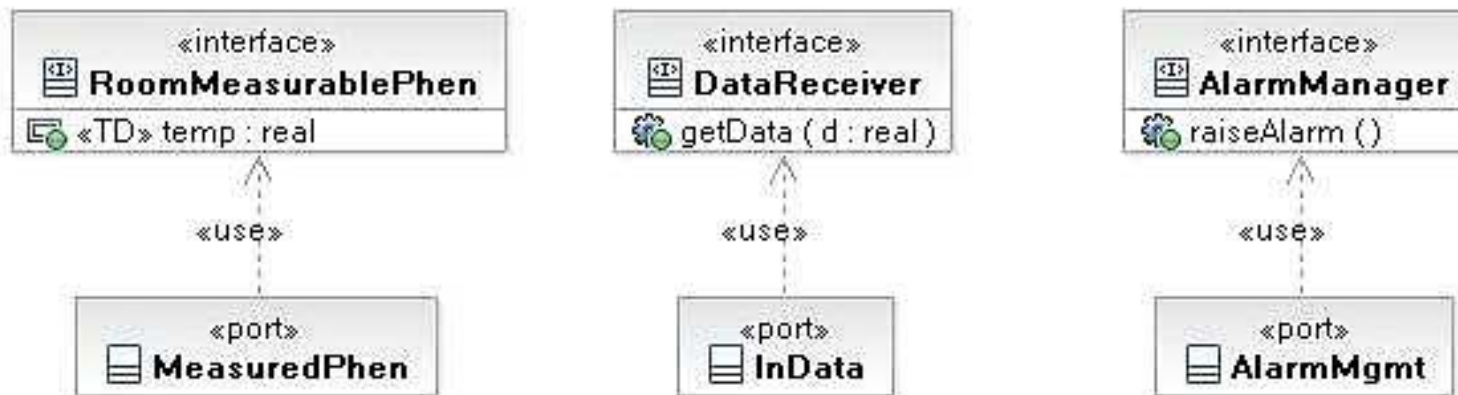 «interface»
RoomMeasurablePhen
«TD» temp : real
«use»
«port»
MeasuredPhen
«interface»
DataReceiver
getData ( d : real )
«use»
«port»
InData
«interface»
AlarmManager
raiseAlarm ()
«use»
«port»
AlarmMgmt